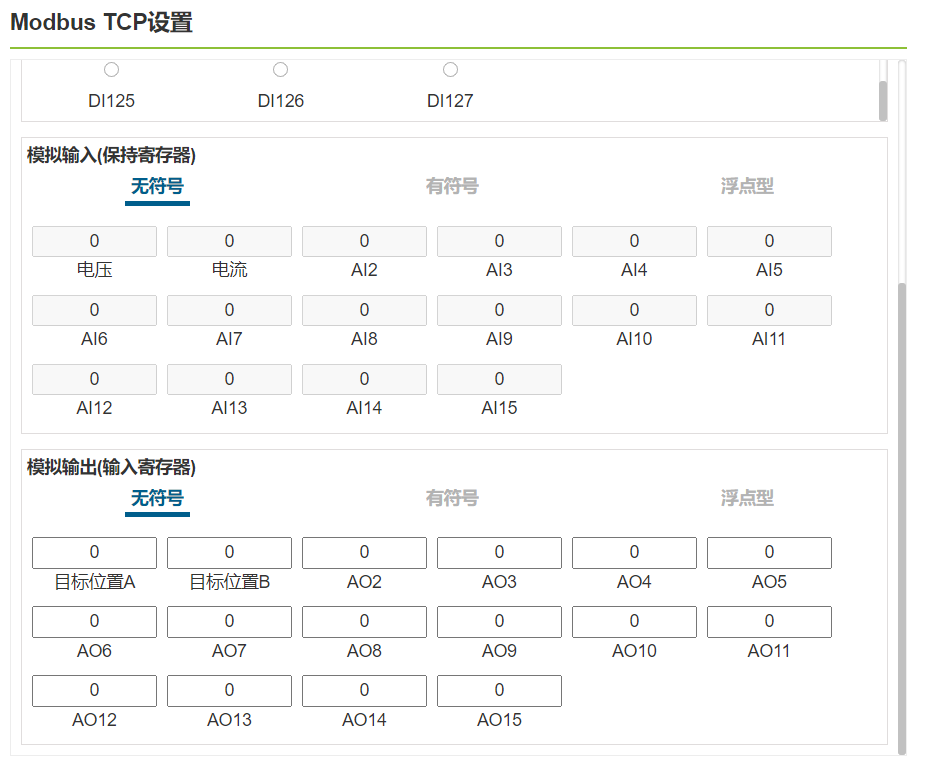 Modbus TCP设置
DI125 DI126 DI127
模拟输入(保持寄存器)
无符号 有符号 浮点型
0 0 0 0 0 0
电压 电流 AI2 AI3 AI4 AI5
0 0 0 0 0 0
AI6 AI7 AI8 AI9 AI10 AI11
0 0 0 0
AI12 AI13 AI14 AI15
模拟输出(输入寄存器)
无符号 有符号 浮点型
0 0 0 0 0 0
目标位置A 目标位置B AO2 AO3 AO4 AO5
0 0 0 0 0 0
AO6 AO7 AO8 AO9 AO10 AO11
0 0 0 0
AO12 AO13 AO14 AO15